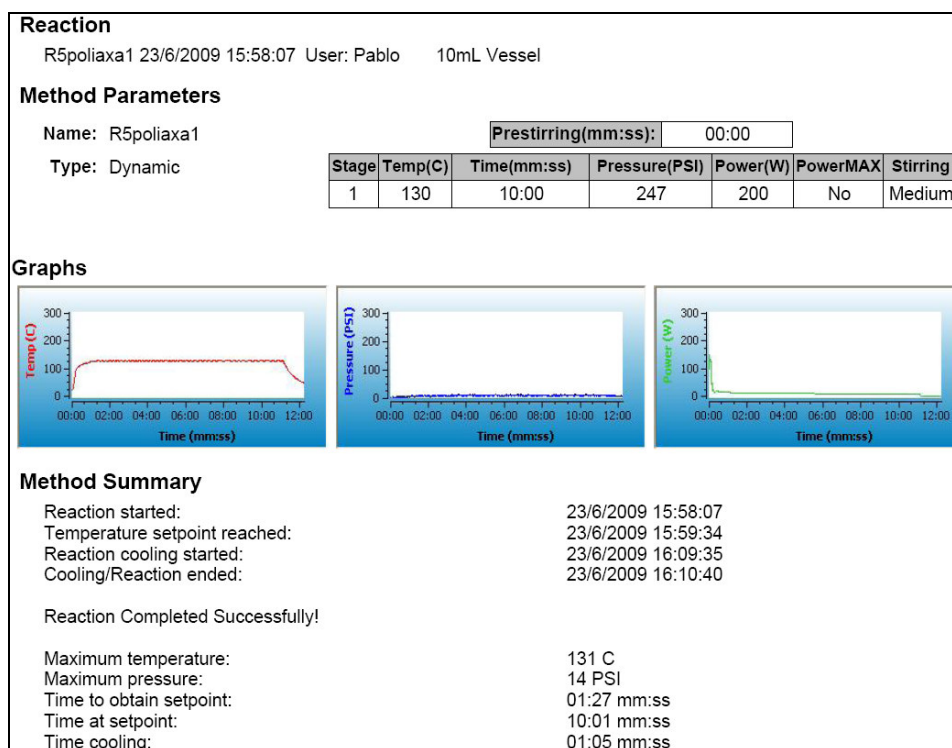 Reaction
R5poliaxa1 23/6/2009 15:58:07 User: Pablo 10mL Vessel
Method Parameters
Name: R5poliaxa1 Prestirring(mm:ss): 00:00
Type: Dynamic
Stage Temp(C) Time(mm:ss) Pressure(PSI) Power(W) PowerMAX Stirring
1 130 10:00 247 200 No Medium
Graphs
Temp (C)
300
200
100
0
00:00 02:00 04:00 06:00 08:00 10:00 12:00
Time (mm:ss)
Pressure (PSI)
300
200
100
0
00:00 02:00 04:00 06:00 08:00 10:00 12:00
Time (mm:ss)
Power (W)
300
200
100
0
00:00 02:00 04:00 06:00 08:00 10:00 12:00
Time (mm:ss)
Method Summary
Reaction started: 23/6/2009 15:58:07
Temperature setpoint reached: 23/6/2009 15:59:34
Reaction cooling started: 23/6/2009 16:09:35
Cooling/Reaction ended: 23/6/2009 16:10:40
Reaction Completed Successfully!
Maximum temperature: 131 C
Maximum pressure: 14 PSI
Time to obtain setpoint: 01:27 mm:ss
Time at setpoint: 10:01 mm:ss
Time cooling: 01:05 mm:ss